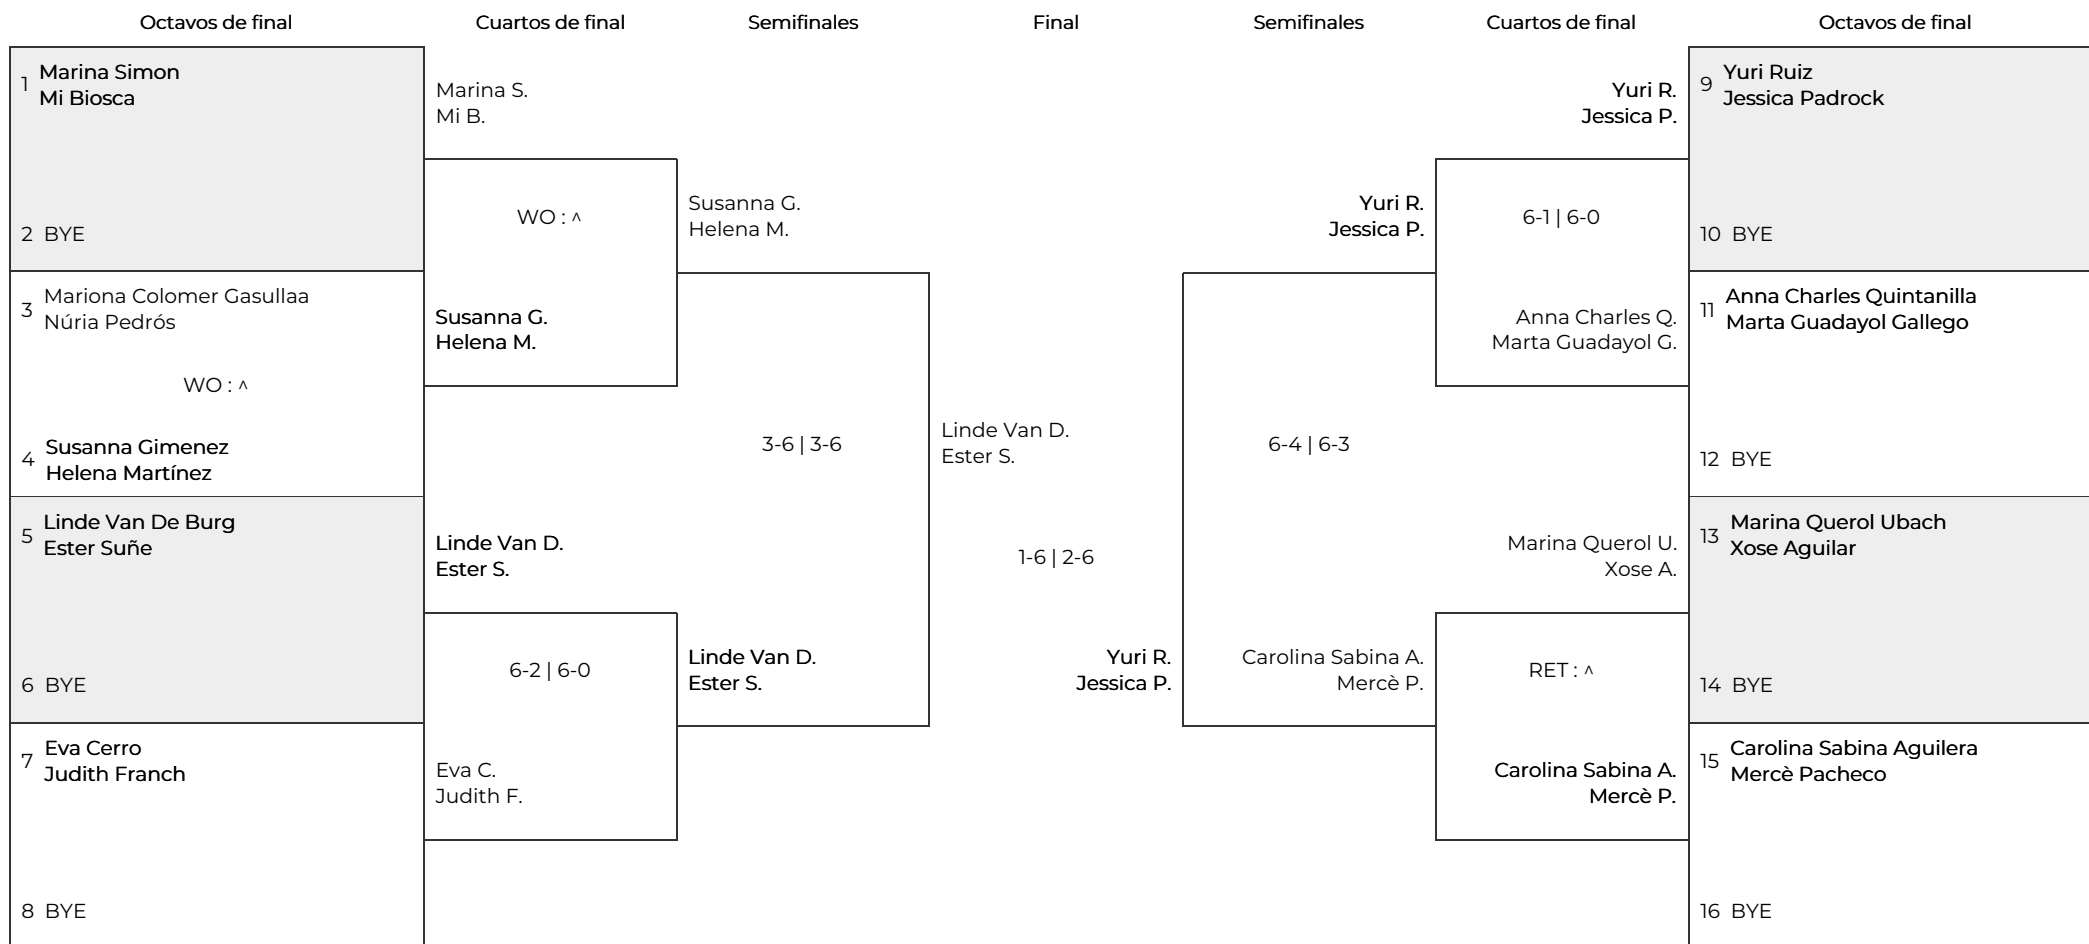 Octavos de final
Cuartos de final
Semifinales
Final
Semifinales
Cuartos de final
Octavos de final
1 Marina Simon
Mi Biosca
2 BYE
3 Mariona Colomer Gasullaa
Núria Pedrós
WO : ^
4 Susanna Gimenez
Helena Martínez
5 Linde Van De Burg
Ester Suñe
6 BYE
7 Eva Cerro
Judith Franch
8 BYE
Marina S.
Mi B.
WO : ^
Susanna G.
Helena M.
Linde Van D.
Ester S.
6-2 | 6-0
Eva C.
Judith F.
Susanna G.
Helena M.
3-6 | 3-6
Linde Van D.
Ester S.
Linde Van D.
Ester S.
1-6 | 2-6
Yuri R.
Jessica P.
Yuri R.
Jessica P.
6-4 | 6-3
Carolina Sabina A.
Mercè P.
Yuri R.
Jessica P.
6-1 | 6-0
Anna Charles Q.
Marta Guadayol G.
Marina Querol U.
Xose A.
RET : ^
Carolina Sabina A.
Mercè P.
9 Yuri Ruiz
Jessica Padrock
10 BYE
11 Anna Charles Quintanilla
Marta Guadayol Gallego
12 BYE
13 Marina Querol Ubach
Xose Aguilar
14 BYE
15 Carolina Sabina Aguilera
Mercè Pacheco
16 BYE